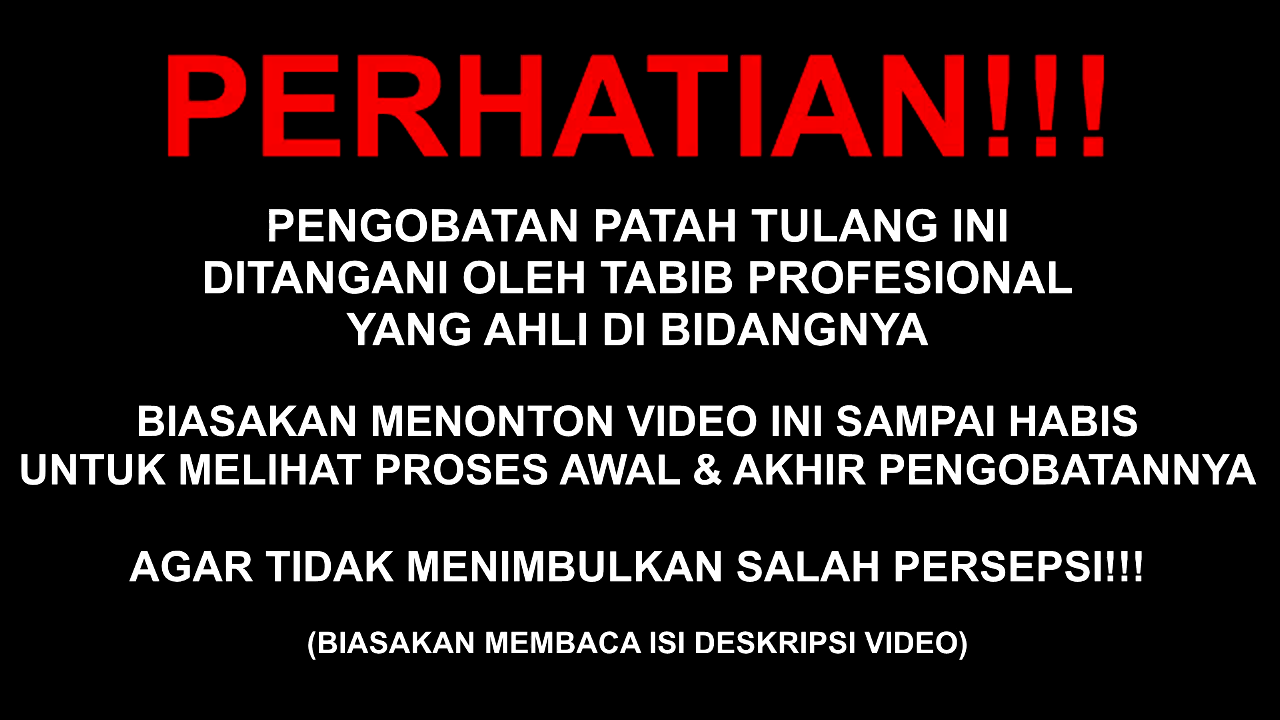 PERHATIAN!!!
PENGOBATAN PATAH TULANG INI
DITANGANI OLEH TABIB PROFESIONAL
YANG AHLI DI BIDANGNYA
BIASAKAN MENONTON VIDEO INI SAMPAI HABIS
UNTUK MELIHAT PROSES AWAL & AKHIR PENGOBATANNYA
AGAR TIDAK MENIMBULKAN SALAH PERSEPSI!!!
(BIASAKAN MEMBACA ISI DESKRIPSI VIDEO)